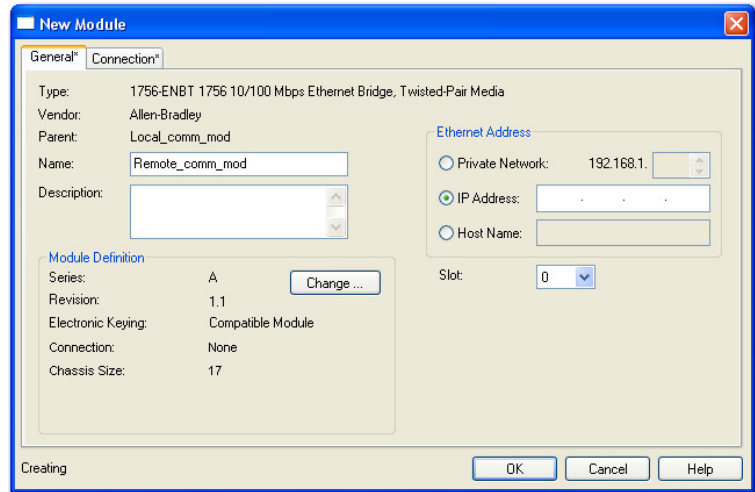 New Module
General* Connection*
Type: 1756-ENBT 1756 10/100 Mbps Ethernet Bridge, Twisted-Pair Media
Vendor: Allen-Bradley
Parent: Local_comm_mod
Name: Remote_comm_mod
Description:
Ethernet Address
Private Network: 192.168.1.
IP Address: . . .
Host Name:
Slot: 0
Module Definition
Series: A Change ...
Revision: 1.1
Electronic Keying: Compatible Module
Connection: None
Chassis Size: 17
Creating OK Cancel Help